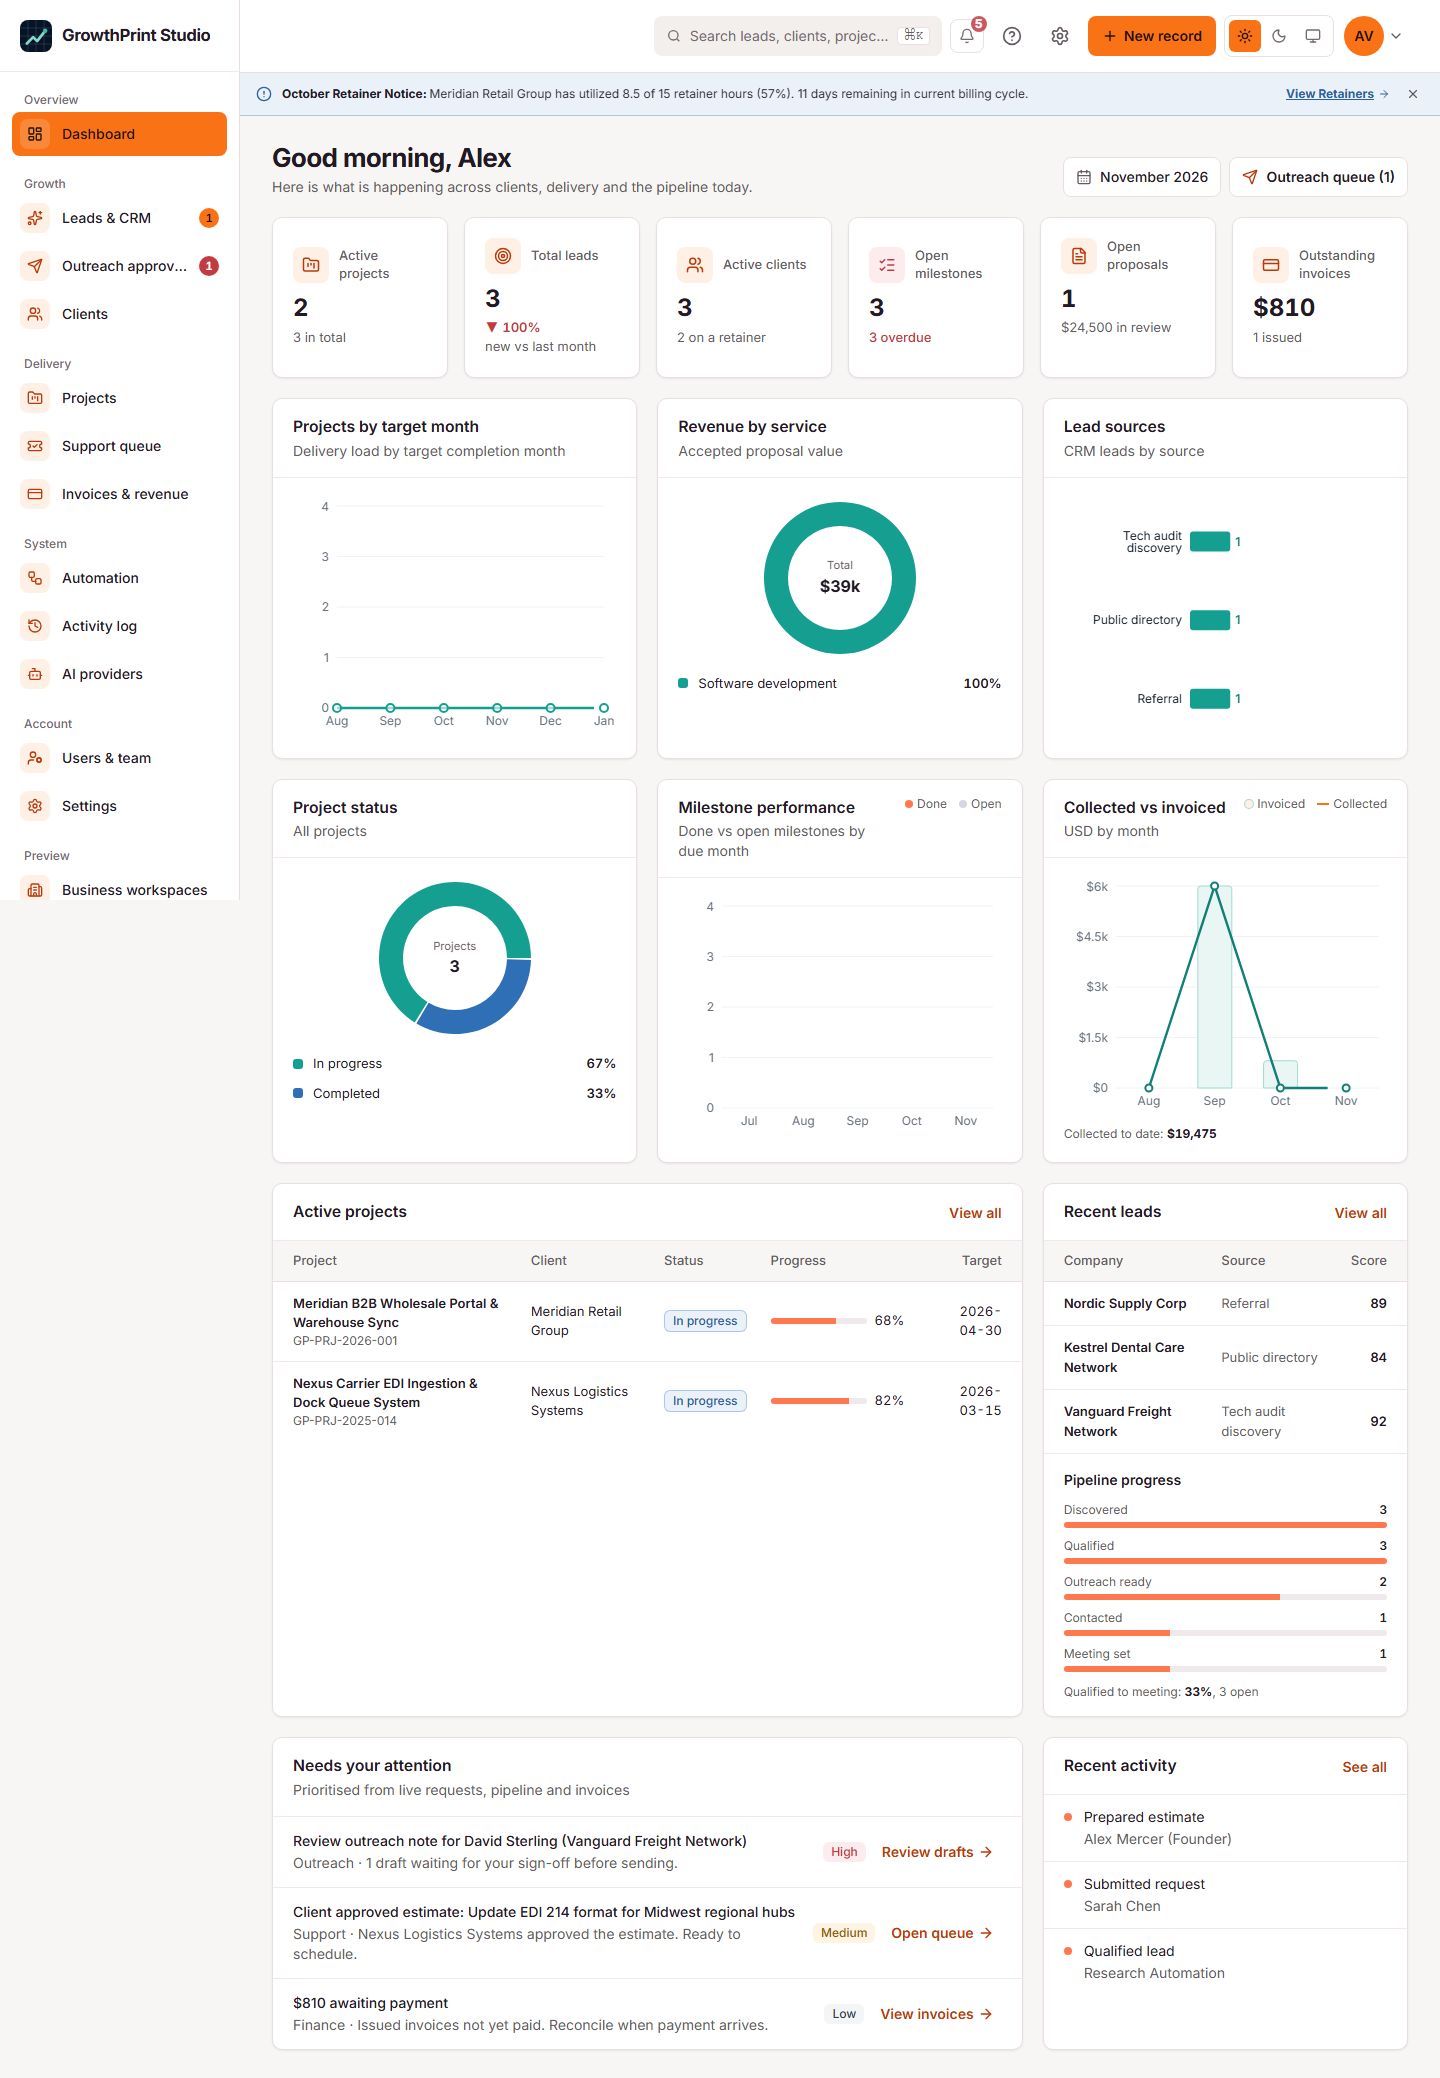 GrowthPrint Studio
Search leads, clients, projec...
⌘K
5
New record
AV
Overview
Dashboard
Growth
Leads & CRM
1
Outreach approv...
1
Clients
Delivery
Projects
Support queue
Invoices & revenue
System
Automation
Activity log
AI providers
Account
Users & team
Settings
Preview
Business workspaces
October Retainer Notice: Meridian Retail Group has utilized 8.5 of 15 retainer hours (57%). 11 days remaining in current billing cycle.
View Retainers →
Good morning, Alex
Here is what is happening across clients, delivery and the pipeline today.
November 2026
Outreach queue (1)
Active
projects
2
3 in total
Total leads
3
▼ 100%
new vs last month
Active clients
3
2 on a retainer
Open
milestones
3
3 overdue
Open
proposals
1
$24,500 in review
Outstanding
invoices
$810
1 issued
Projects by target month
Delivery load by target completion month
4
3
2
1
0
Aug Sep Oct Nov Dec Jan
Revenue by service
Accepted proposal value
Total
$39k
Software development 100%
Lead sources
CRM leads by source
Tech audit
discovery
1
Public directory 1
Referral 1
Project status
All projects
Projects
3
In progress 67%
Completed 33%
Milestone performance
Done Open
Done vs open milestones by
due month
4
3
2
1
0
Jul Aug Sep Oct Nov
Collected vs invoiced
Invoiced Collected
USD by month
$6k
$4.5k
$3k
$1.5k
$0
Aug Sep Oct Nov
Collected to date: $19,475
Active projects
View all
Project Client Status Progress Target
Meridian B2B Wholesale Portal &
Warehouse Sync
GP-PRJ-2026-001
Meridian Retail
Group
In progress
68%
2026-
04-30
Nexus Carrier EDI Ingestion &
Dock Queue System
GP-PRJ-2025-014
Nexus Logistics
Systems
In progress
82%
2026-
03-15
Recent leads
View all
Company Source Score
Nordic Supply Corp Referral 89
Kestrel Dental Care
Network
Public directory 84
Vanguard Freight
Network
Tech audit
discovery
92
Pipeline progress
Discovered 3
Qualified 3
Outreach ready 2
Contacted 1
Meeting set 1
Qualified to meeting: 33%, 3 open
Needs your attention
Prioritised from live requests, pipeline and invoices
Review outreach note for David Sterling (Vanguard Freight Network)
Outreach · 1 draft waiting for your sign-off before sending.
High
Review drafts →
Client approved estimate: Update EDI 214 format for Midwest regional hubs
Support · Nexus Logistics Systems approved the estimate. Ready to
schedule.
Medium
Open queue →
$810 awaiting payment
Finance · Issued invoices not yet paid. Reconcile when payment arrives.
Low
View invoices →
Recent activity
See all
Prepared estimate
Alex Mercer (Founder)
Submitted request
Sarah Chen
Qualified lead
Research Automation